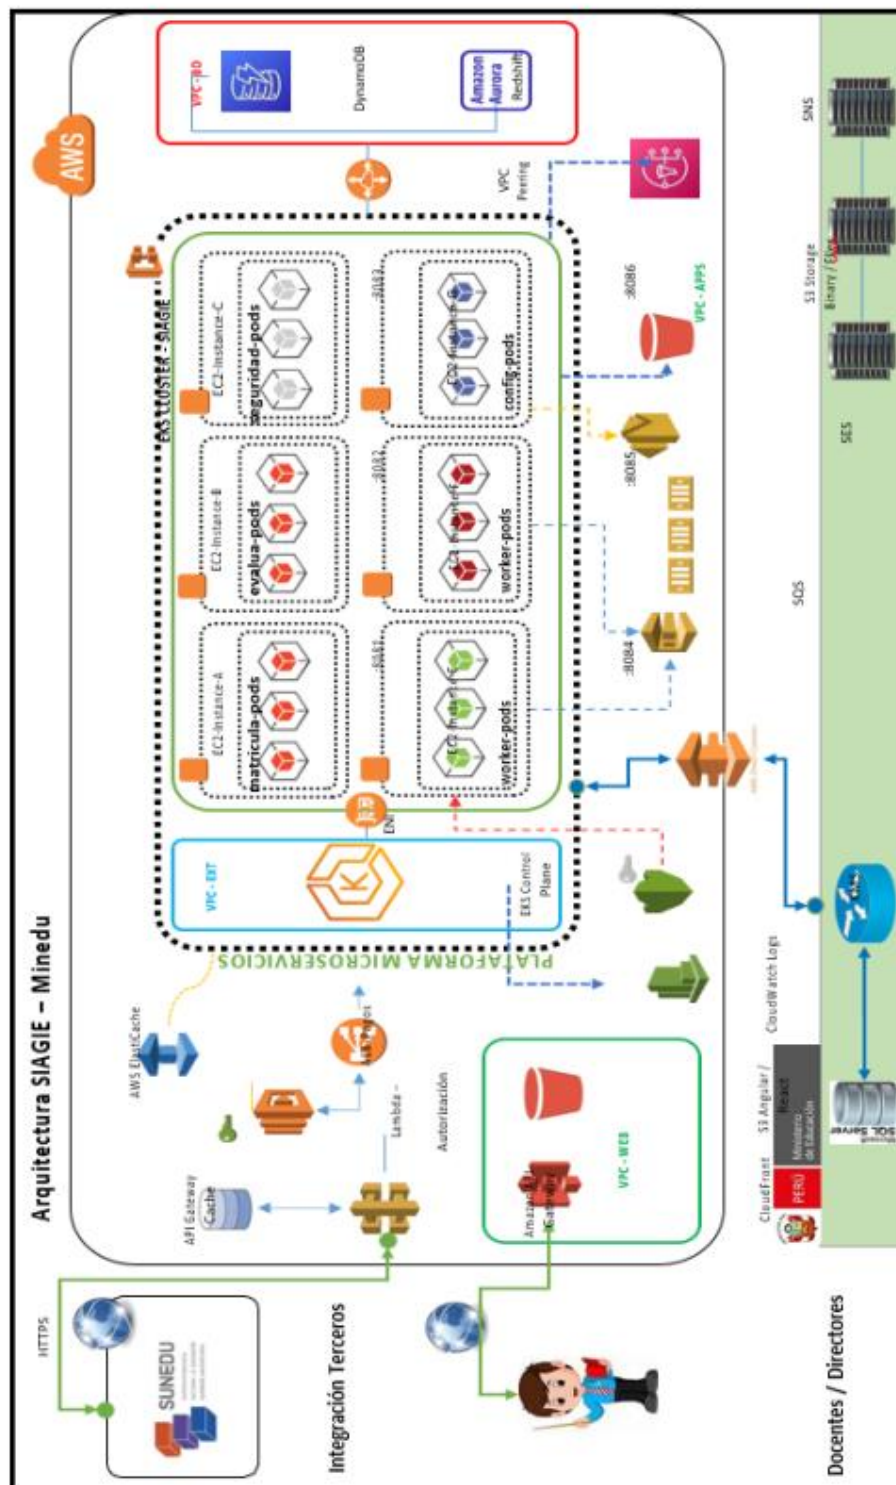 Arquitectura SIAGIE – Minedu
HTTPS
SUNEDU
Integración Terceros
Docentes / Directores
AWS
API Gateway
Cache
AWS ElastiCache
Lambda –
Autorización
Amazon
Gateway
VPC - WEB
PLATAFORMA MICROSERVICIOS
VPC - EXT
EKS Control
Plane
ENI
EKS CLUSTER - SIAGIE
EC2-Instance-A
matricula-pods
EC2-Instance-B
evalua-pods
EC2-Instance-C
seguridad-pods
:8081
worker-pods
:8082
worker-pods
:8083
config-pods
VPC - BD
DynamoDB
Amazon
Aurora
Redshift
VPC
Peering
:8084
:8085
:8086
VPC - APPS
CloudFront
S3 Angular /
React
CloudWatch Logs
SQS
SES
S3 Storage
Binary /
SNS
PERÚ
Ministerio
de Educación
Microsoft
SQL Server